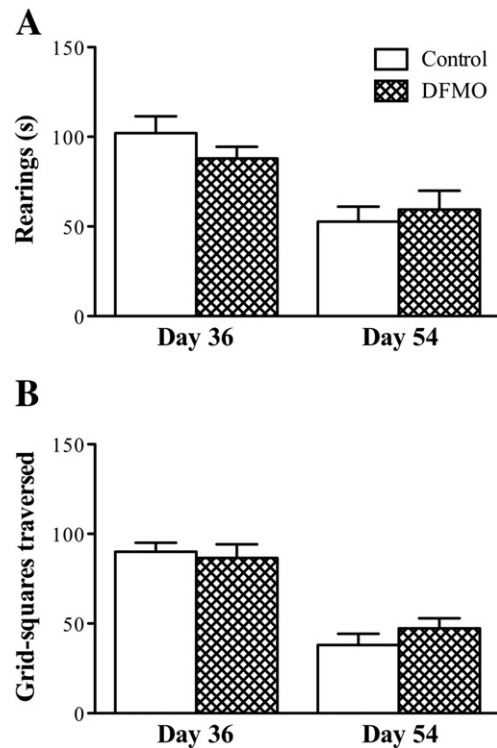 A
150
100
50
0
Rearings (s)
Control
DFMO
Day 36
Day 54
B
150
100
50
0
Grid-squares traversed
Day 36
Day 54